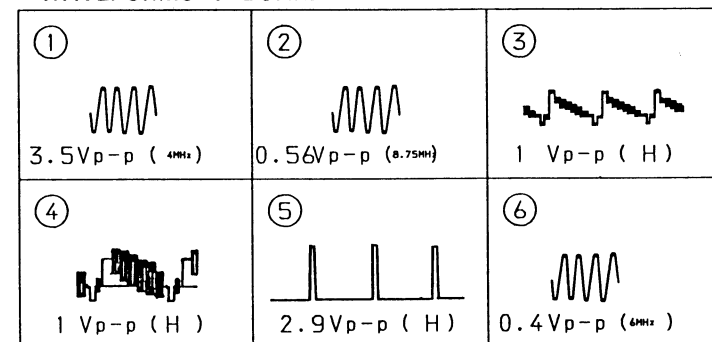 ① ② ③
3.5Vp-p ( 4MHz ) 0.56Vp-p (8.75MH) 1 Vp-p ( H )
④ ⑤ ⑥
1 Vp-p ( H ) 2.9Vp-p ( H ) 0.4Vp-p (6MHz )